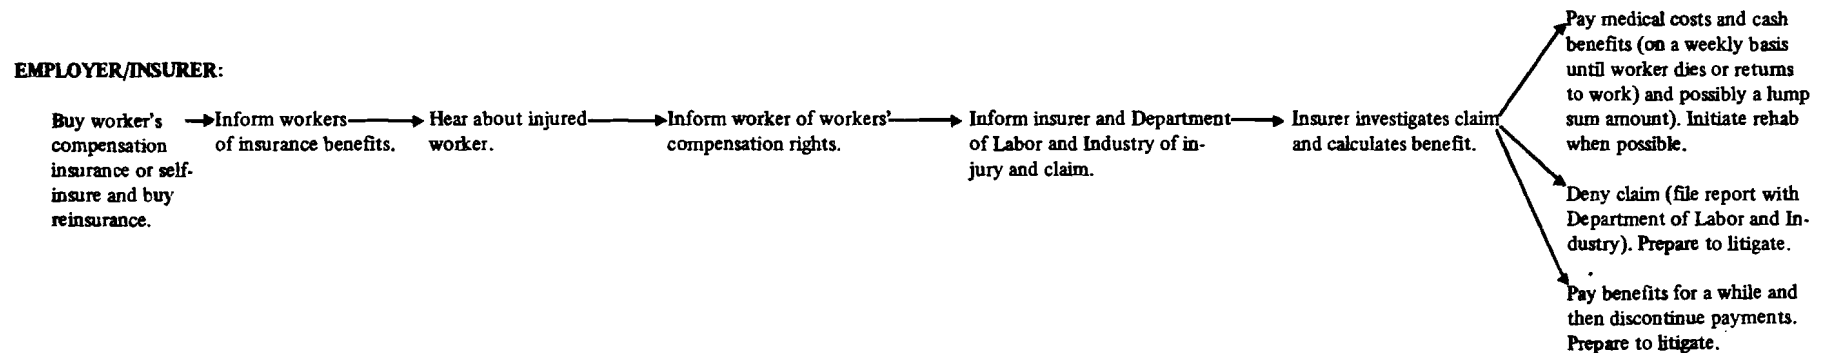 EMPLOYER/INSURER:
Buy worker's
compensation
insurance or self-
insure and buy
reinsurance.
Inform workers
of insurance benefits.
Hear about injured
worker.
Inform worker of workers'
compensation rights.
Inform insurer and Department
of Labor and Industry of in-
jury and claim.
Insurer investigates claim
and calculates benefit.
Pay medical costs and cash
benefits (on a weekly basis
until worker dies or returns
to work) and possibly a lump
sum amount). Initiate rehab
when possible.
Deny claim (file report with
Department of Labor and In-
dustry). Prepare to litigate.
Pay benefits for a while and
then discontinue payments.
Prepare to litigate.